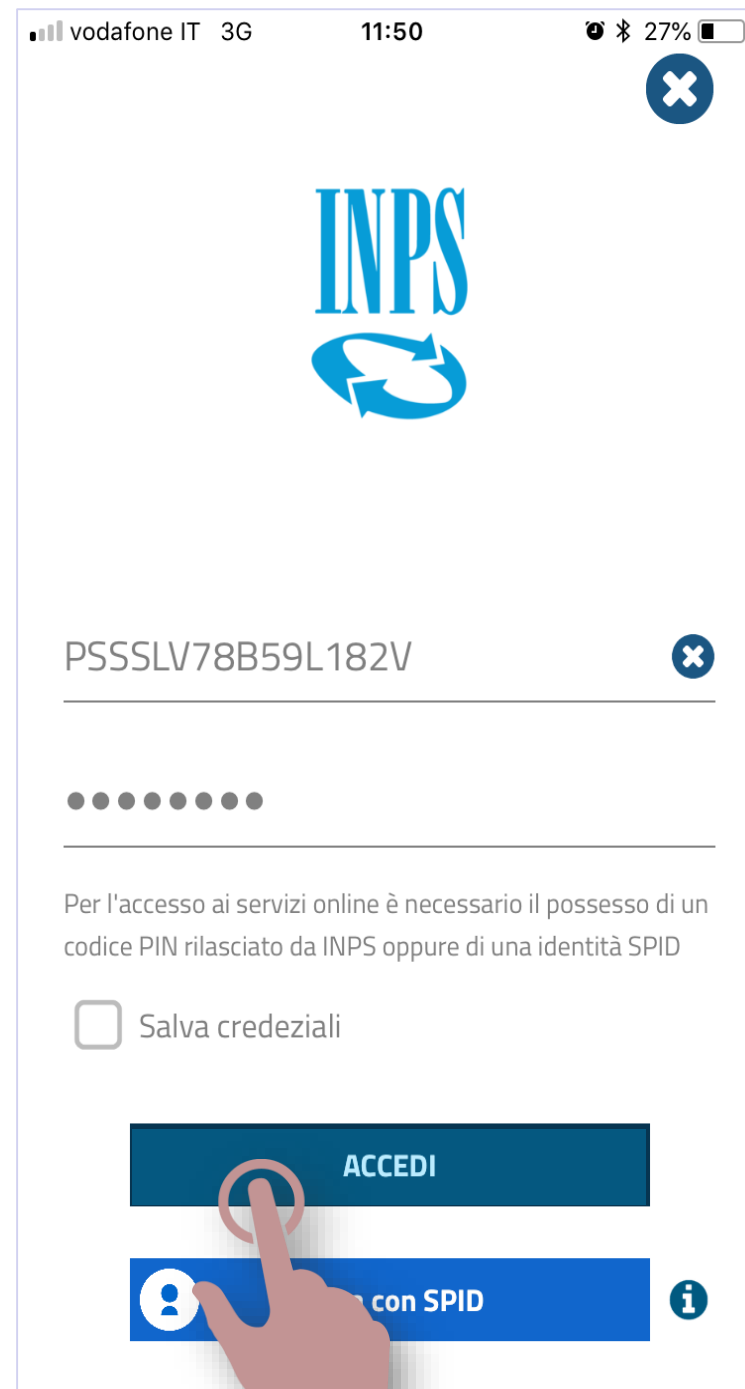 vodafone IT 3G 11:50 27%
INPS
PSSSLV78B59L182V
Per l'accesso ai servizi online è necessario il possesso di un
codice PIN rilasciato da INPS oppure di una identità SPID
Salva credeziali
ACCEDI
con SPID